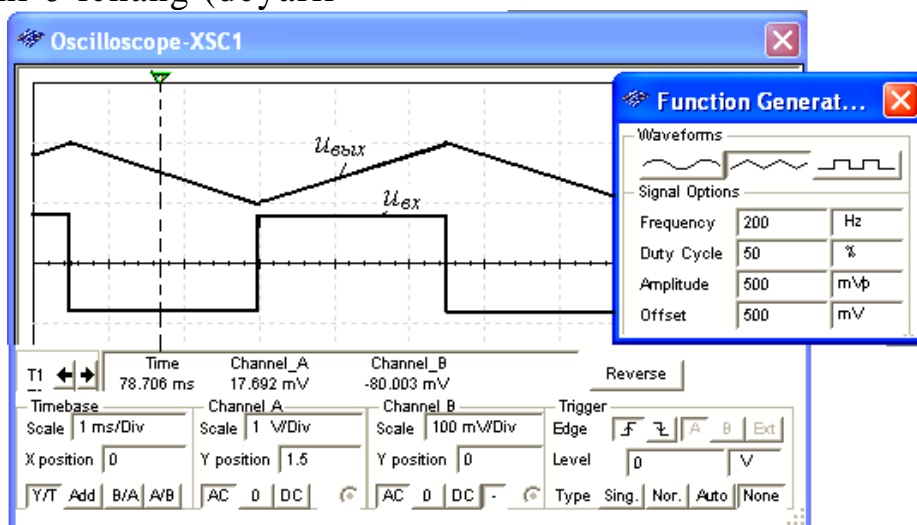 Oscilloscope-XSC1
uвых
uвх
Function Generat...
Waveforms
Signal Options
Frequency 200 Hz
Duty Cycle 50 %
Amplitude 500 mVp
Offset 500 mV
T1 Time Channel_A Channel_B
78.706 ms 17.692 mV -80.003 mV
Reverse
Timebase Channel A Channel B Trigger
Scale 1 ms/Div Scale 1 V/Div Scale 100 mV/Div Edge A B Ext
X position 0 Y position 1.5 Y position 0 Level 0 V
Y/T Add B/A A/B AC 0 DC AC 0 DC - Type Sing. Nor. Auto None